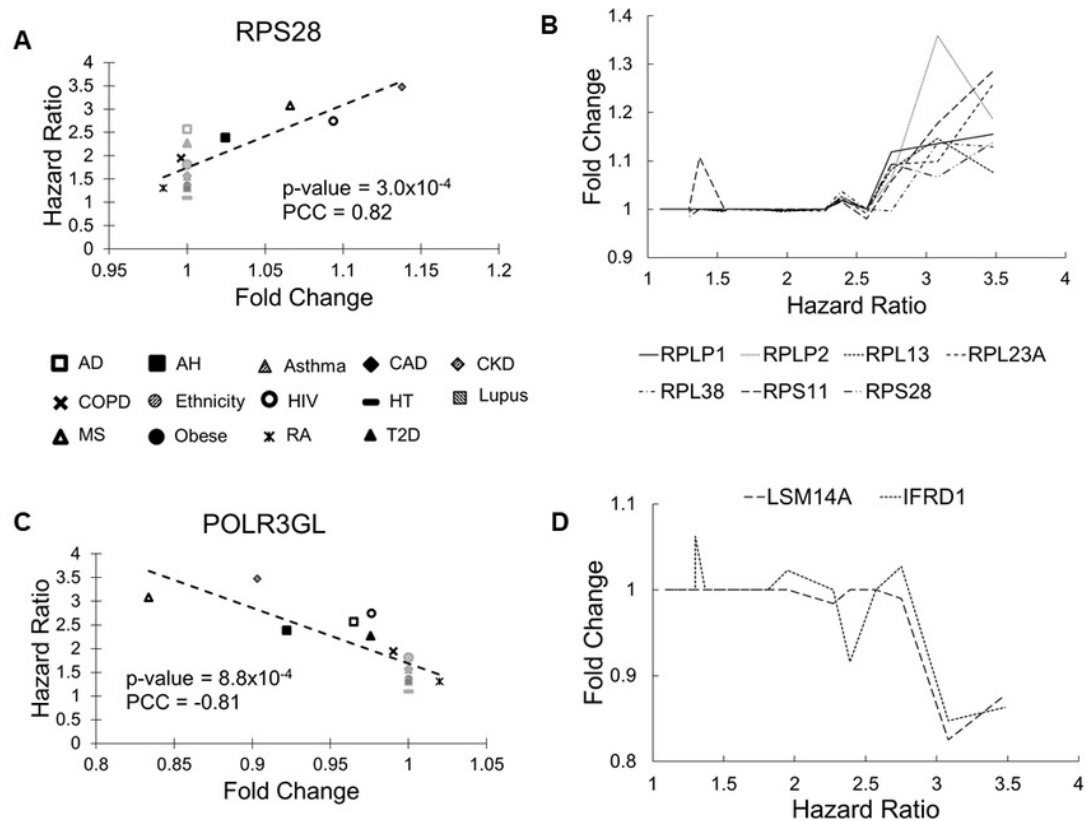 A
RPS28
Hazard Ratio
4
3.5
3
2.5
2
1.5
1
0.5
0
p-value = 3.0x10⁻⁴
PCC = 0.82
0.95
1
1.05
1.1
1.15
1.2
Fold Change
B
Fold Change
1.4
1.3
1.2
1.1
1
0.9
1
1.5
2
2.5
3
3.5
4
Hazard Ratio
RPLP1
RPLP2
RPL13
RPL23A
RPL38
RPS11
RPS28
AD
AH
Asthma
CAD
CKD
COPD
Ethnicity
HIV
HT
Lupus
MS
Obese
RA
T2D
C
POLR3GL
Hazard Ratio
4
3.5
3
2.5
2
1.5
1
0.5
0
p-value = 8.8x10⁻⁴
PCC = -0.81
0.8
0.85
0.9
0.95
1
1.05
Fold Change
D
LSM14A
IFRD1
Fold Change
1.1
1
0.9
0.8
1
1.5
2
2.5
3
3.5
4
Hazard Ratio